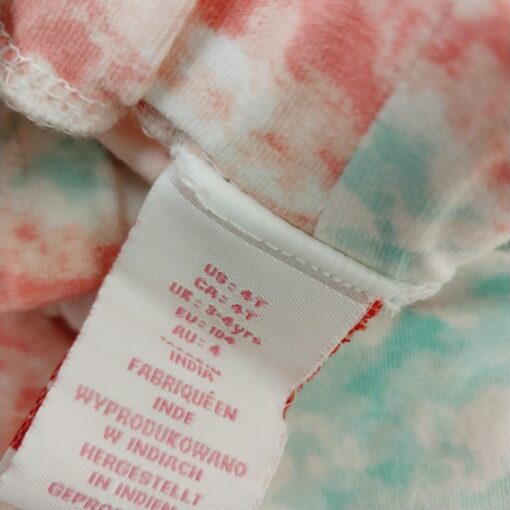 US = 4T
CA = 4T
UK = 3-4yrs
EU = 104
AU = 4
INDIA
FABRIQUÉEN
INDE
WYPRODUKOWANO
W INDIACH
HERGESTELLT
IN INDIEN